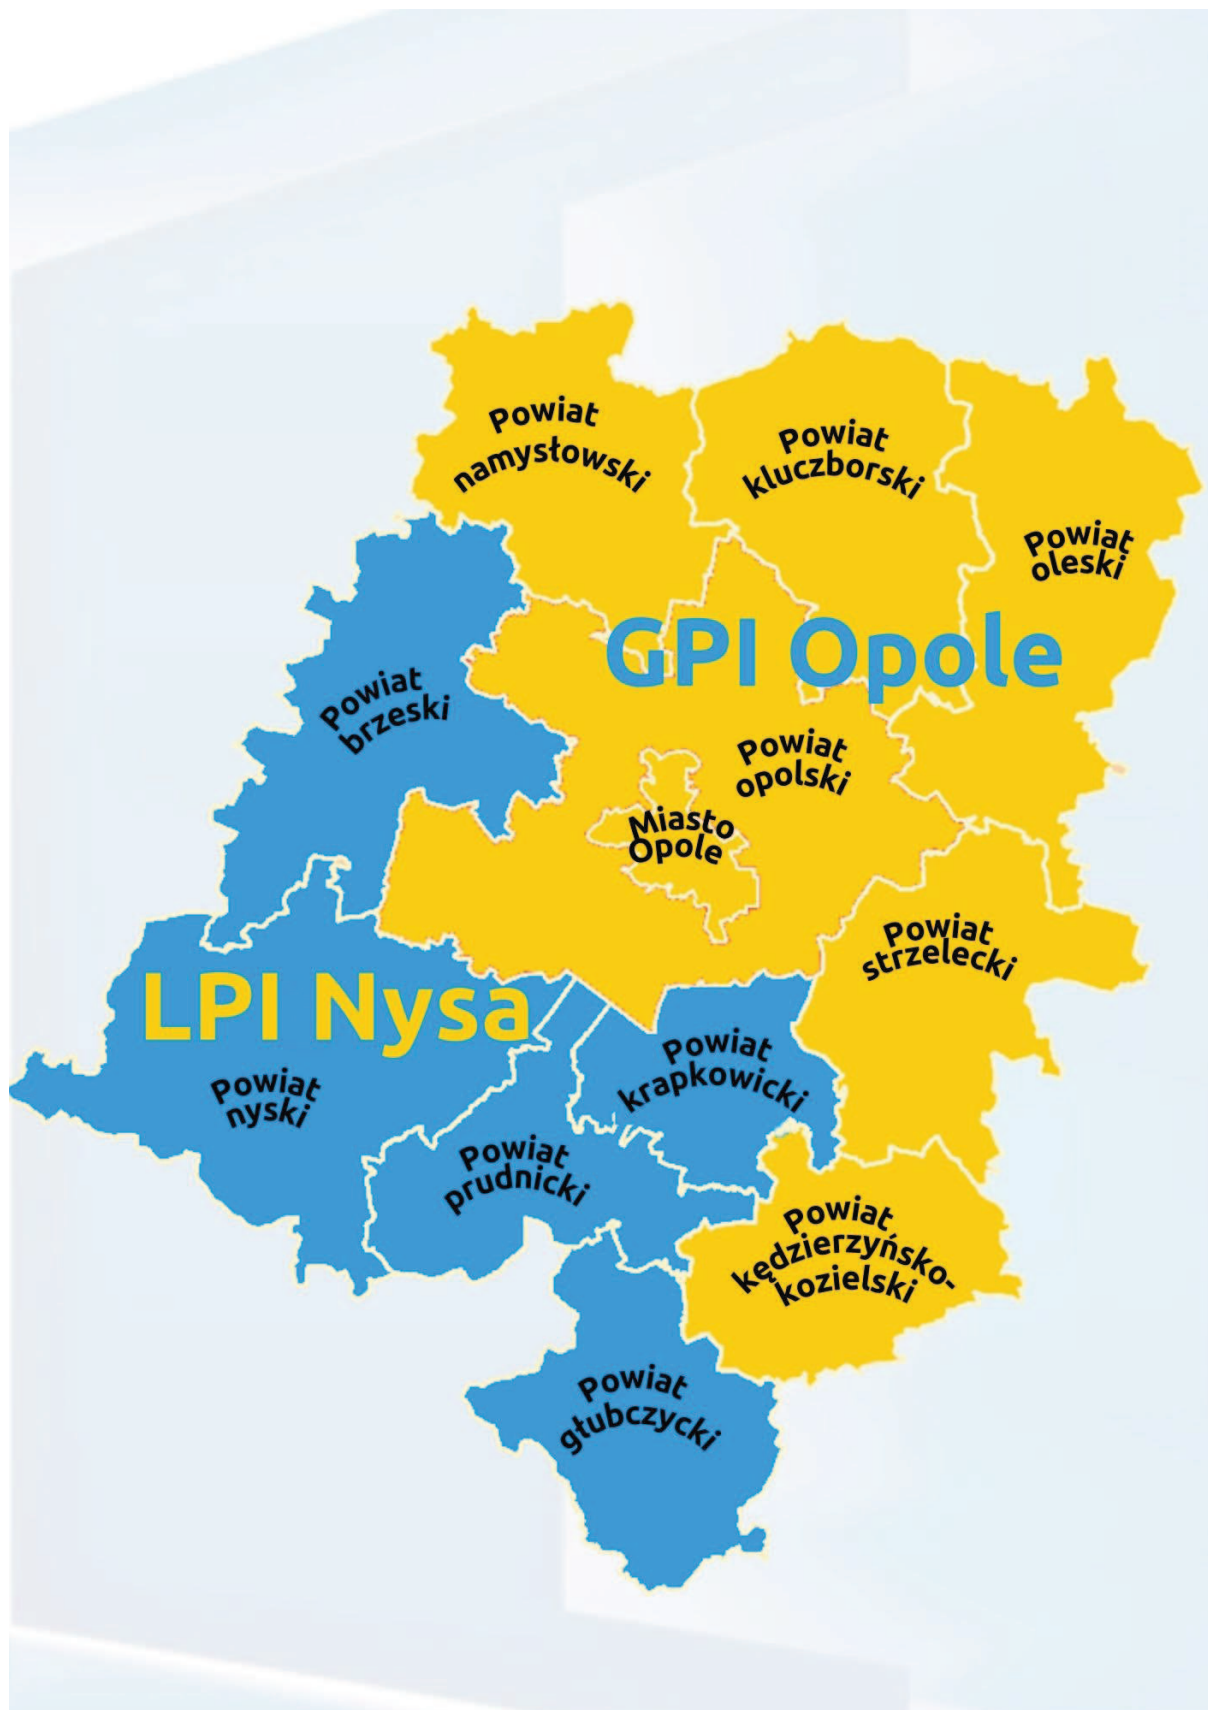 Powiat
namysłowski
Powiat
kluczborski
Powiat
oleski
GPI Opole
Powiat
brzeski
Powiat
opolski
Miasto
Opole
Powiat
strzelecki
LPI Nysa
Powiat
nyski
Powiat
krapkowicki
Powiat
prudnicki
Powiat
kędzierzyńsko-
kozielski
Powiat
głubczycki